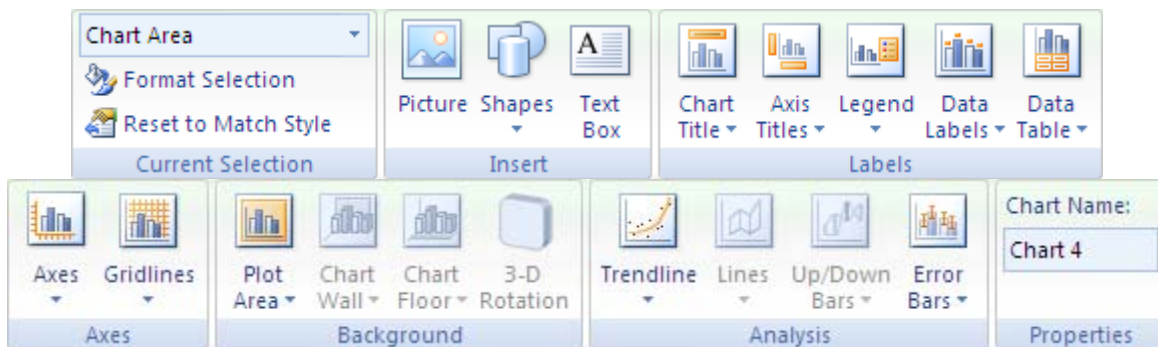 Chart Area
Format Selection
Reset to Match Style
Current Selection
Picture Shapes Text Box
A
Insert
Chart Title Axis Titles Legend Data Labels Data Table
Labels
Axes Gridlines
Axes
Plot Area Chart Wall Chart Floor 3-D Rotation
Background
Trendline Lines Up/Down Bars Error Bars
Analysis
Chart Name:
Chart 4
Properties